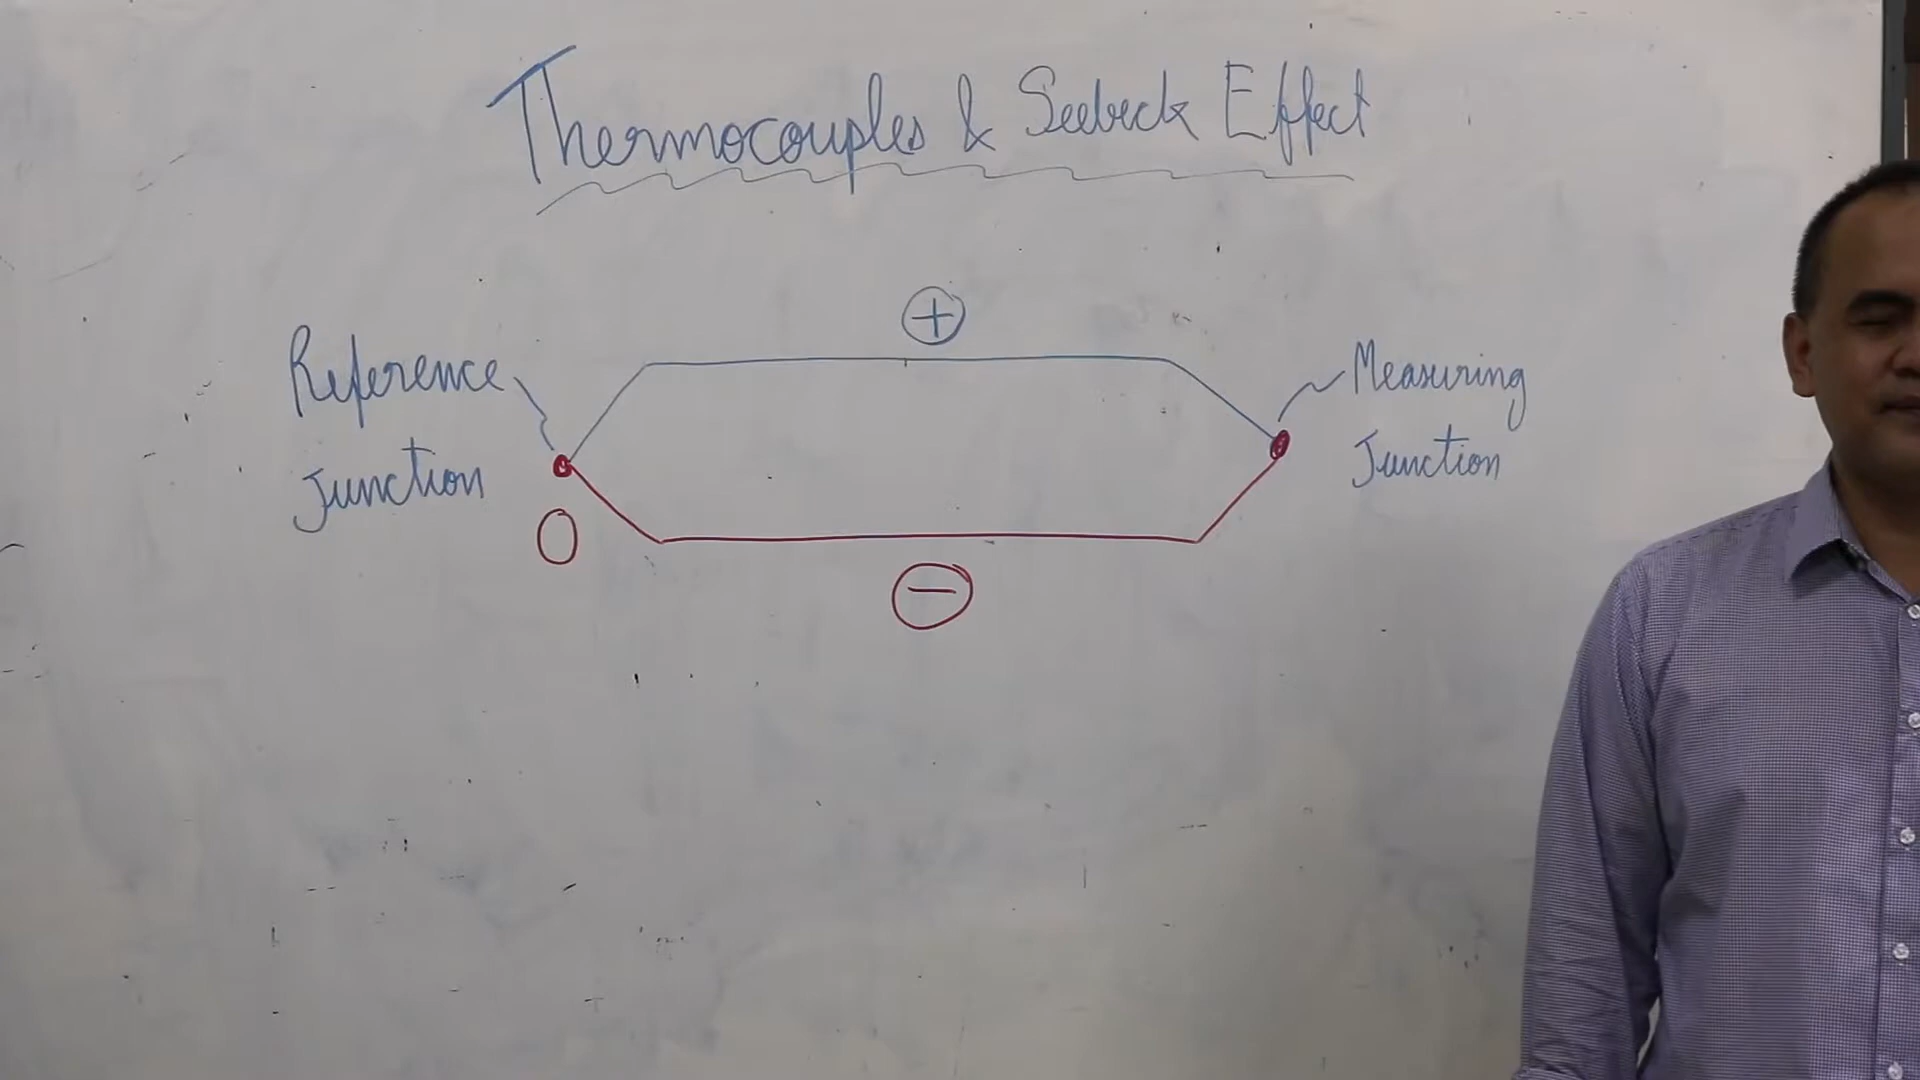 Thermocouples & Seebeck Effect
+
Reference
Junction
Measuring
Junction
0
−